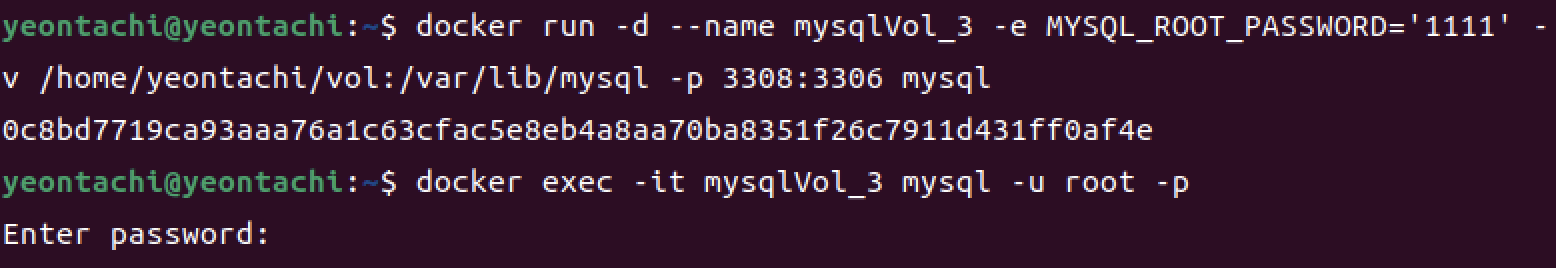 yeontachi@yeontachi:~$ docker run -d --name mysqlVol_3 -e MYSQL_ROOT_PASSWORD='1111' -
v /home/yeontachi/vol:/var/lib/mysql -p 3308:3306 mysql
0c8bd7719ca93aaa76a1c63cfac5e8eb4a8aa70ba8351f26c7911d431ff0af4e
yeontachi@yeontachi:~$ docker exec -it mysqlVol_3 mysql -u root -p
Enter password: